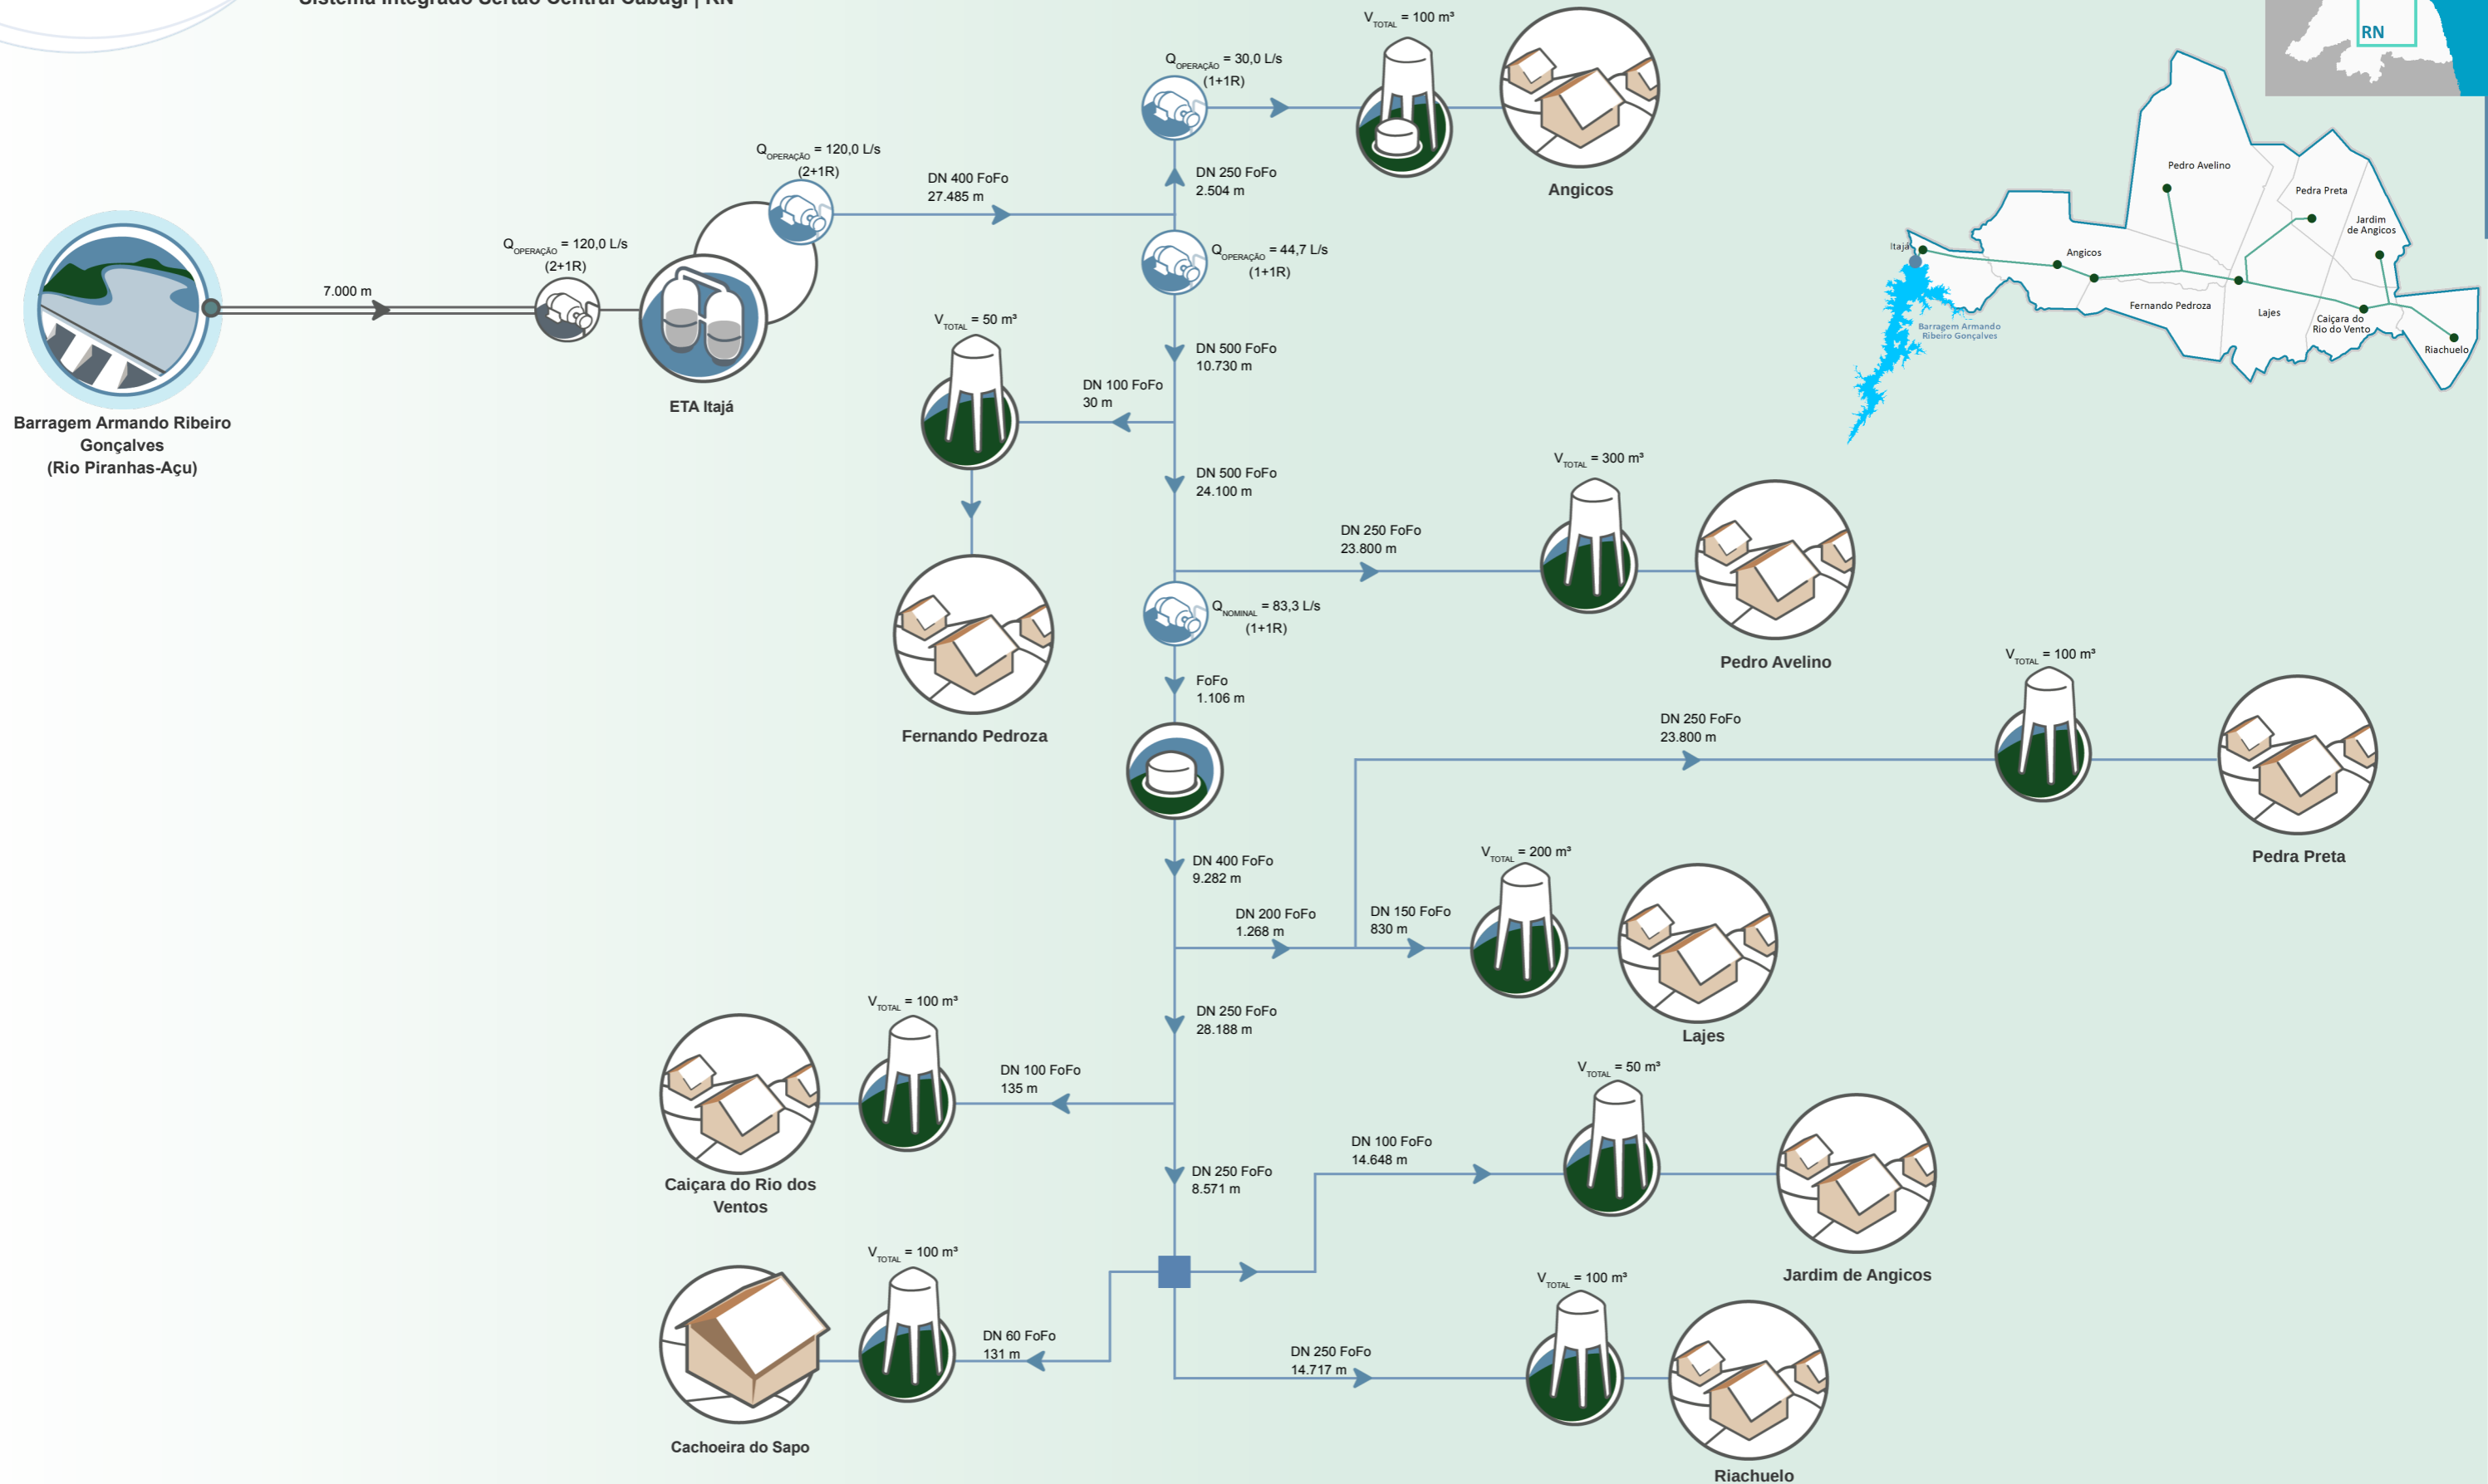 Sistema Integrado Sertão Central Cabugi | RN
RN
Pedro Avelino
Pedra Preta
Jardim
de Angicos
Itajá
Angicos
Fernando Pedroza
Lajes
Caiçara do
Rio do Vento
Riachuelo
Barragem Armando
Ribeiro Gonçalves
Barragem Armando Ribeiro
Gonçalves
(Rio Piranhas-Açu)
7.000 m
QOPERAÇÃO = 120,0 L/s
(2+1R)
ETA Itajá
QOPERAÇÃO = 120,0 L/s
(2+1R)
DN 400 FoFo
27.485 m
QOPERAÇÃO = 30,0 L/s
(1+1R)
DN 250 FoFo
2.504 m
VTOTAL = 100 m³
Angicos
QOPERAÇÃO = 44,7 L/s
(1+1R)
DN 500 FoFo
10.730 m
DN 100 FoFo
30 m
VTOTAL = 50 m³
Fernando Pedroza
DN 500 FoFo
24.100 m
DN 250 FoFo
23.800 m
VTOTAL = 300 m³
Pedro Avelino
QNOMINAL = 83,3 L/s
(1+1R)
FoFo
1.106 m
DN 400 FoFo
9.282 m
DN 200 FoFo
1.268 m
DN 250 FoFo
23.800 m
VTOTAL = 100 m³
Pedra Preta
DN 150 FoFo
830 m
VTOTAL = 200 m³
Lajes
DN 250 FoFo
28.188 m
DN 100 FoFo
135 m
VTOTAL = 100 m³
Caiçara do Rio dos
Ventos
DN 250 FoFo
8.571 m
DN 100 FoFo
14.648 m
VTOTAL = 50 m³
Jardim de Angicos
DN 60 FoFo
131 m
VTOTAL = 100 m³
Cachoeira do Sapo
DN 250 FoFo
14.717 m
VTOTAL = 100 m³
Riachuelo